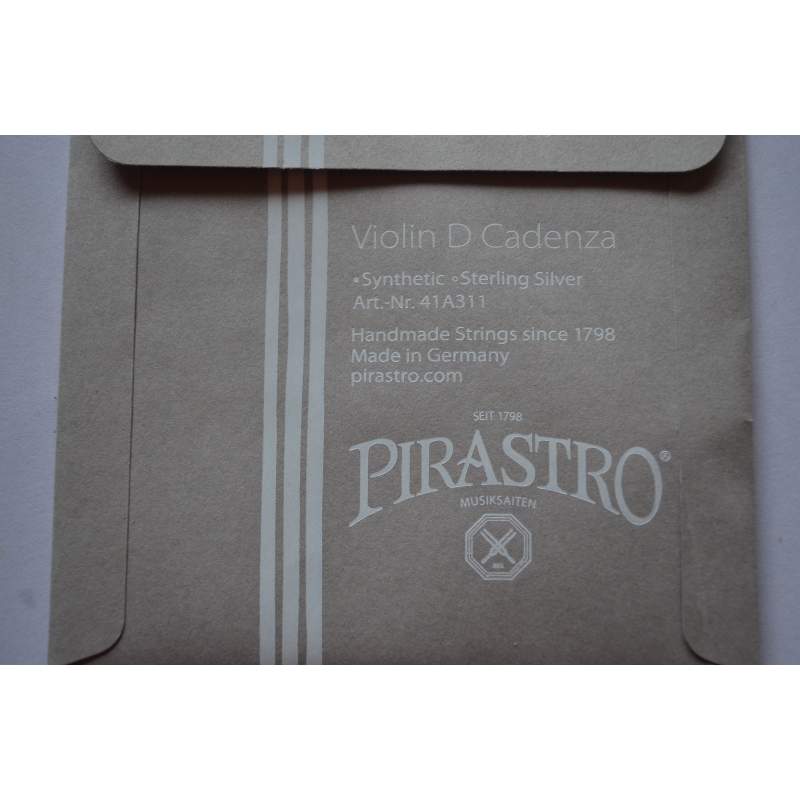 Violin D Cadenza
•Synthetic ◦Sterling Silver
Art.-Nr. 41A311
Handmade Strings since 1798
Made in Germany
pirastro.com
SEIT 1798
PIRASTRO®
MUSIKSAITEN